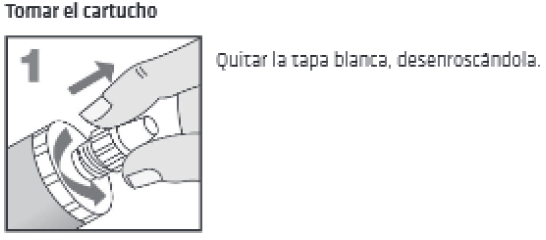 Tomar el cartucho
1
Quitar la tapa blanca, desenroscándola.